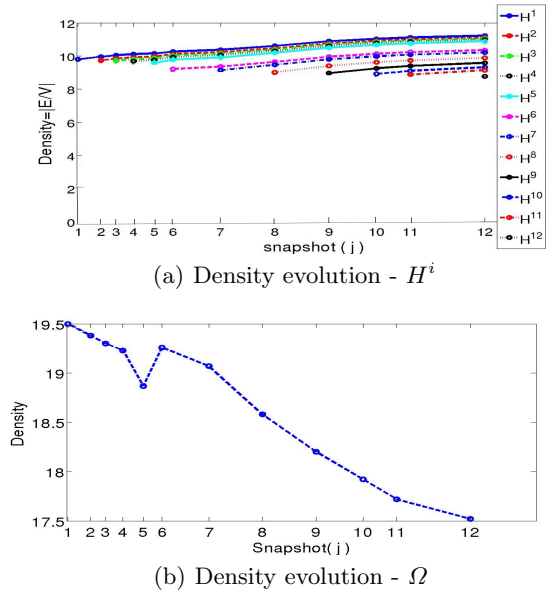 12
10
8
6
4
2
0
Density=|E/V|
1 2 3 4 5 6 7 8 9 10 11 12
snapshot ( j )
H¹
H²
H³
H⁴
H⁵
H⁶
H⁷
H⁸
H⁹
H¹⁰
H¹¹
H¹²
(a) Density evolution - Hⁱ
19.5
19
18.5
18
17.5
Density
1 2 3 4 5 6 7 8 9 10 11 12
Snapshot( j )
(b) Density evolution - Ω